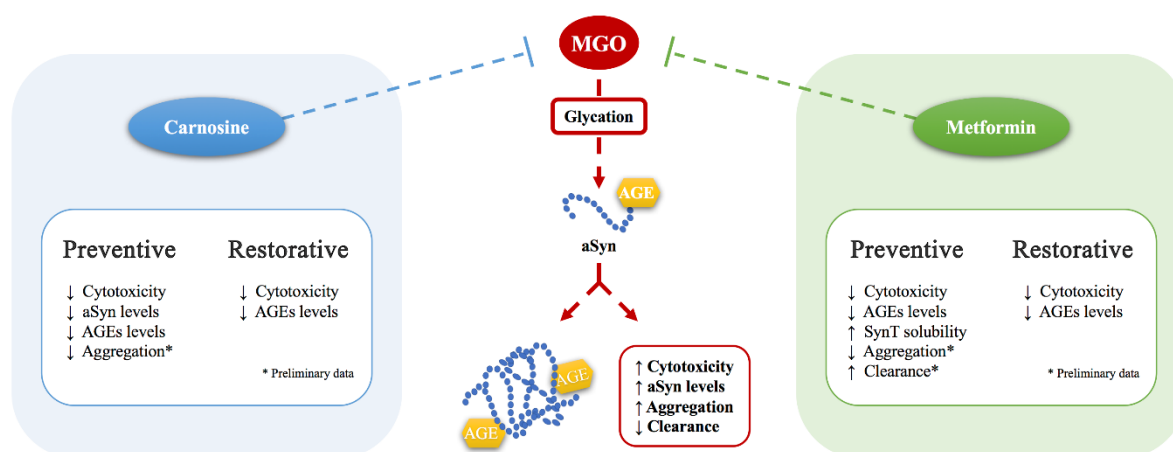 MGO
Glycation
AGE
aSyn
AGE
AGE
↑ Cytotoxicity
↑ aSyn levels
↑ Aggregation
↓ Clearance
Carnosine
Preventive
↓ Cytotoxicity
↓ aSyn levels
↓ AGEs levels
↓ Aggregation*
Restorative
↓ Cytotoxicity
↓ AGEs levels
* Preliminary data
Metformin
Preventive
↓ Cytotoxicity
↓ AGEs levels
↑ SynT solubility
↓ Aggregation*
↑ Clearance*
Restorative
↓ Cytotoxicity
↓ AGEs levels
* Preliminary data